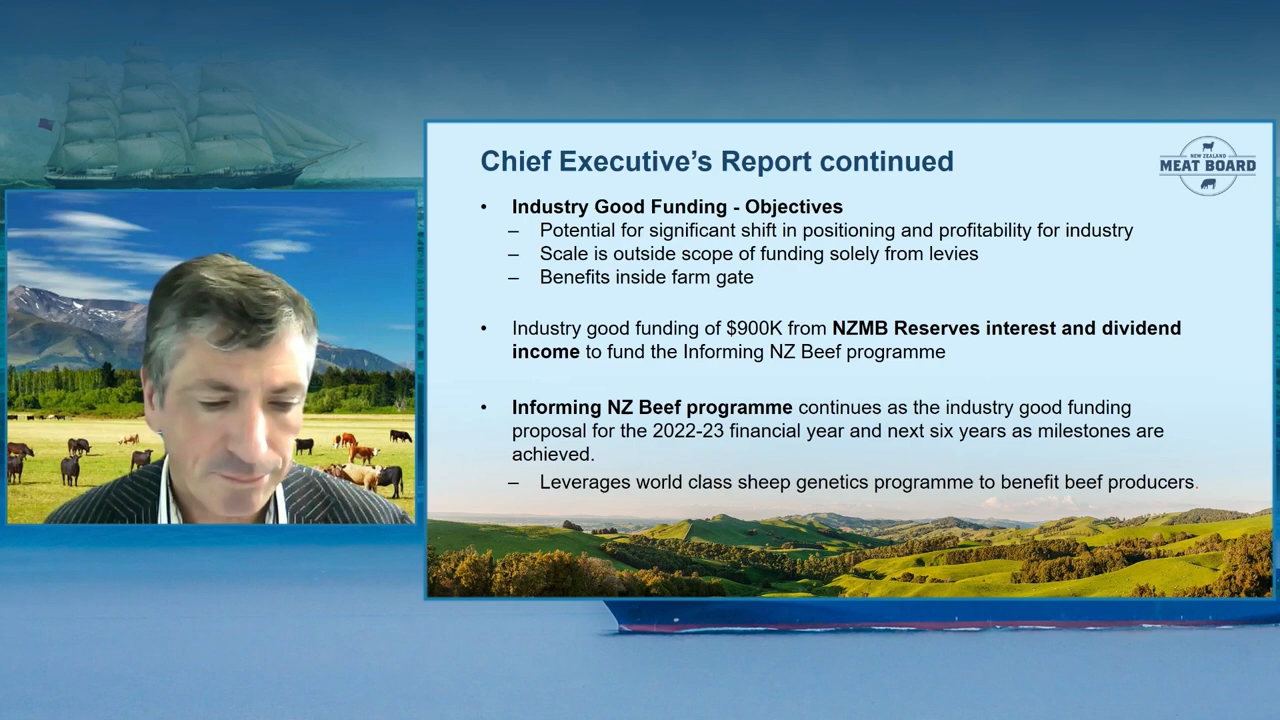 Chief Executive’s Report continued
NEW ZEALAND
MEAT BOARD
• Industry Good Funding - Objectives
– Potential for significant shift in positioning and profitability for industry
– Scale is outside scope of funding solely from levies
– Benefits inside farm gate
• Industry good funding of $900K from NZMB Reserves interest and dividend
income to fund the Informing NZ Beef programme
• Informing NZ Beef programme continues as the industry good funding
proposal for the 2022-23 financial year and next six years as milestones are
achieved.
– Leverages world class sheep genetics programme to benefit beef producers.